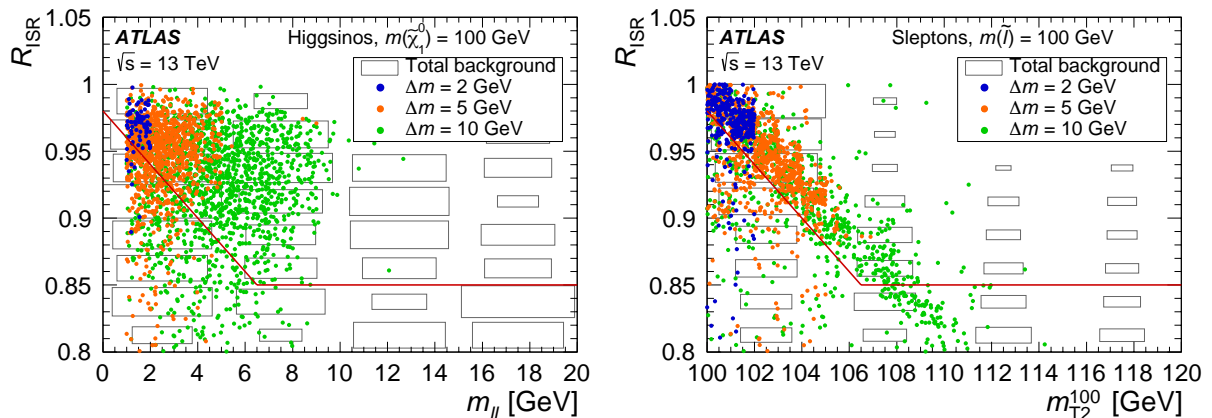 R_ISR
1.05
1
0.95
0.9
0.85
0.8
ATLAS
√s = 13 TeV
Higgsinos, m(χ̃₁⁰) = 100 GeV
Total background
Δm = 2 GeV
Δm = 5 GeV
Δm = 10 GeV
0 2 4 6 8 10 12 14 16 18 20
m_ll [GeV]
R_ISR
1.05
1
0.95
0.9
0.85
0.8
ATLAS
√s = 13 TeV
Sleptons, m(l̃) = 100 GeV
Total background
Δm = 2 GeV
Δm = 5 GeV
Δm = 10 GeV
100 102 104 106 108 110 112 114 116 118 120
m_T2^100 [GeV]